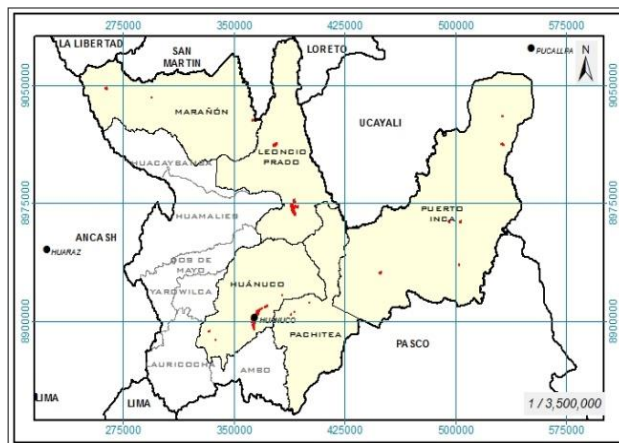 275000 350000 425000 500000 575000
LA LIBERTAD
SAN MARTIN
LORETO
PUCALLPA
N
9050000
9050000
MARAÑÓN
UCAYALI
LEONCIO PRADO
HUACAYBAMBA
8975000
8975000
HUAMALIES
PUERTO INCA
ANCASH
HUARAZ
DOS DE MAYO
YAROWILCA
HUÁNUCO
HUANUCO
8900000
8900000
PACHITEA
PASCO
LAURICOCHA
AMBO
LIMA
LIMA
1 / 3,500,000
275000 350000 425000 500000 575000